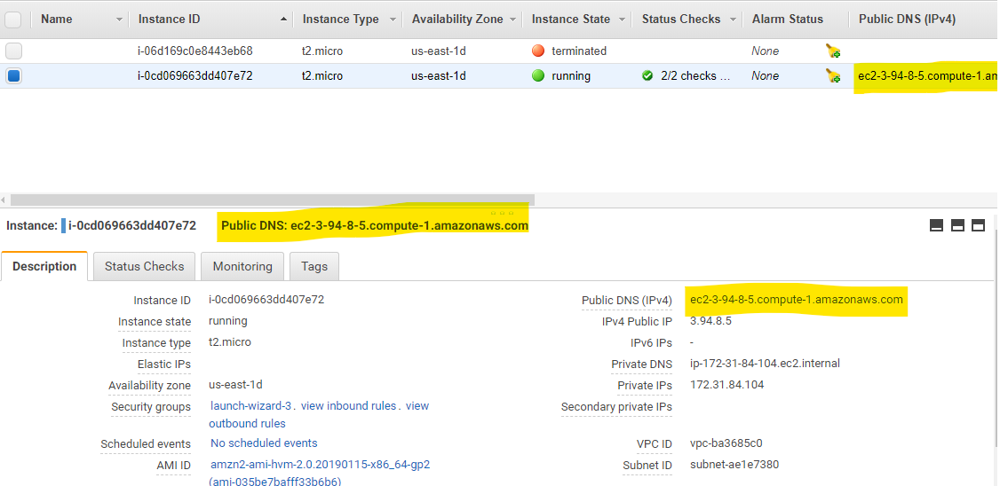 Name Instance ID Instance Type Availability Zone Instance State Status Checks Alarm Status Public DNS (IPv4)
i-06d169c0e8443eb68 t2.micro us-east-1d terminated None
i-0cd069663dd407e72 t2.micro us-east-1d running 2/2 checks ... None ec2-3-94-8-5.compute-1.am
Instance: i-0cd069663dd407e72 Public DNS: ec2-3-94-8-5.compute-1.amazonaws.com
Description Status Checks Monitoring Tags
Instance ID i-0cd069663dd407e72 Public DNS (IPv4) ec2-3-94-8-5.compute-1.amazonaws.com
Instance state running IPv4 Public IP 3.94.8.5
Instance type t2.micro IPv6 IPs -
Elastic IPs Private DNS ip-172-31-84-104.ec2.internal
Availability zone us-east-1d Private IPs 172.31.84.104
Security groups launch-wizard-3. view inbound rules. view Secondary private IPs
outbound rules
Scheduled events No scheduled events VPC ID vpc-ba3685c0
AMI ID amzn2-ami-hvm-2.0.20190115-x86_64-gp2 Subnet ID subnet-ae1e7380
(ami-035be7bafff33b6b6)